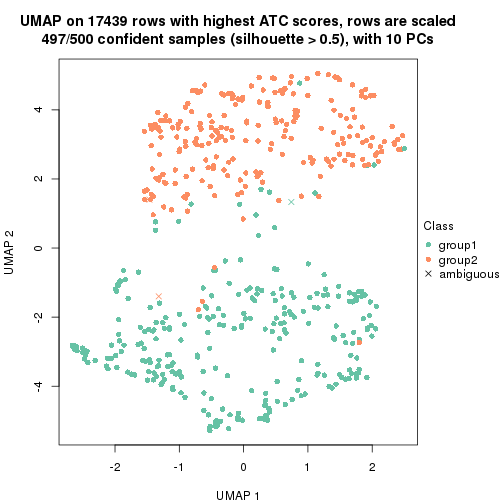 UMAP on 17439 rows with highest ATC scores, rows are scaled
497/500 confident samples (silhouette > 0.5), with 10 PCs
4
2
0
-2
-4
UMAP 2
-2
-1
0
1
2
UMAP 1
Class
group1
group2
ambiguous